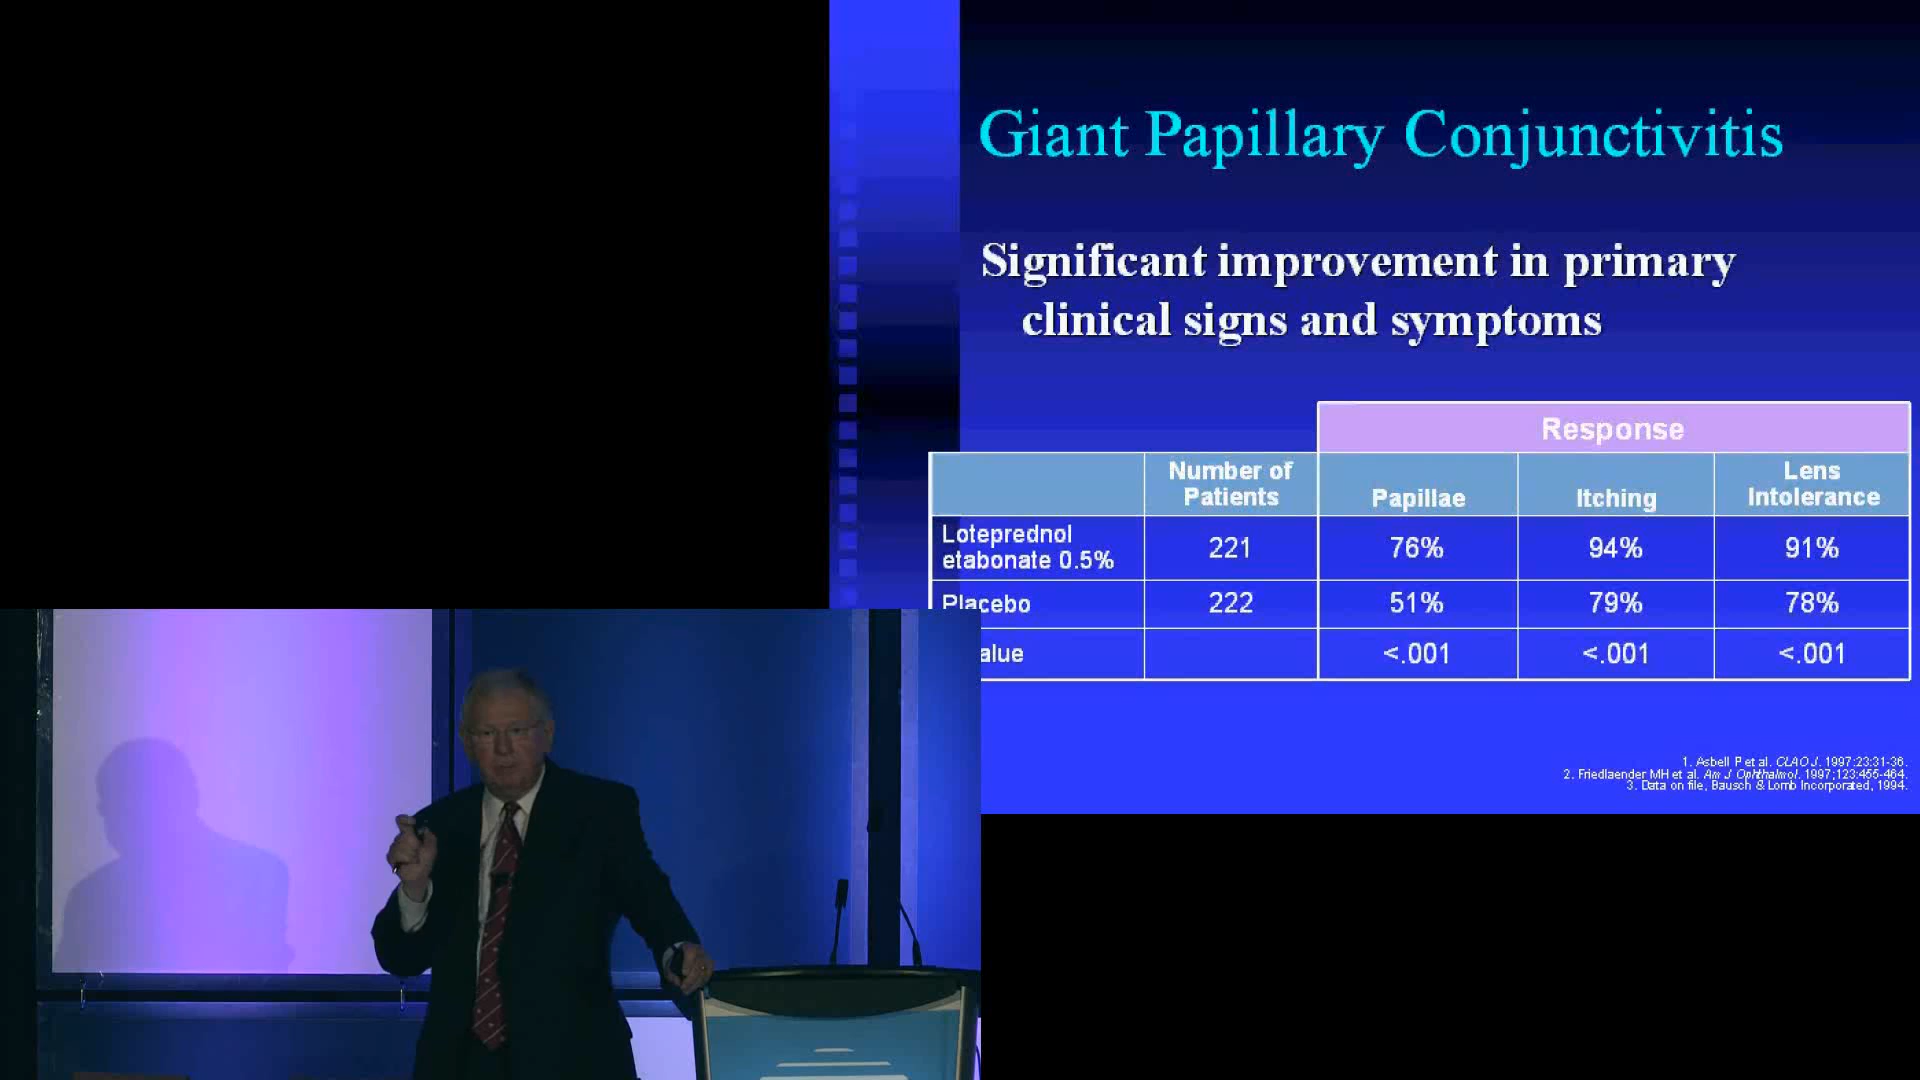 Giant Papillary Conjunctivitis
Significant improvement in primary
clinical signs and symptoms
Response
Number of
Patients
Papillae
Itching
Lens
Intolerance
Loteprednol
etabonate 0.5%
221
76%
94%
91%
Placebo
222
51%
79%
78%
alue
<.001
<.001
<.001
1. Asbell P et al. CLAO J. 1997:23:31-36.
2. Friedlaender MH et al. Am J Ophthalmol. 1997;123:455-464.
3. Data on file, Bausch & Lomb Incorporated, 1994.